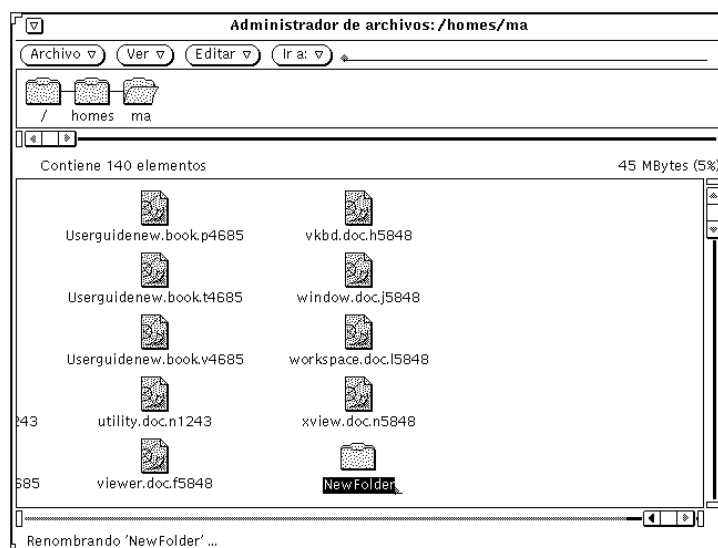 Administrador de archivos: /homes/ma
Archivo Ver Editar Ir a:
/ homes ma
Contiene 140 elementos 45 MBytes (5%)
Userguidenew.book.p4685 vkbd.doc.h5848
Userguidenew.book.t4685 window.doc.j5848
Userguidenew.book.v4685 workspace.doc.l5848
243 utility.doc.n1243 xview.doc.n5848
685 viewer.doc.f5848 NewFolder
Renombrando 'NewFolder' ...